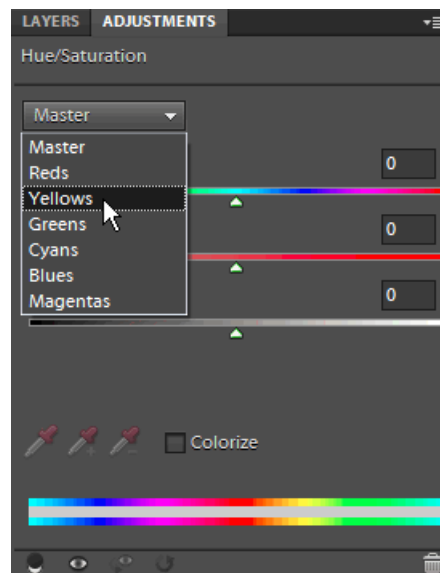 LAYERS ADJUSTMENTS
Hue/Saturation
Master
Master
Reds
0
Yellows
Greens
0
Cyans
Blues
0
Magentas
Colorize